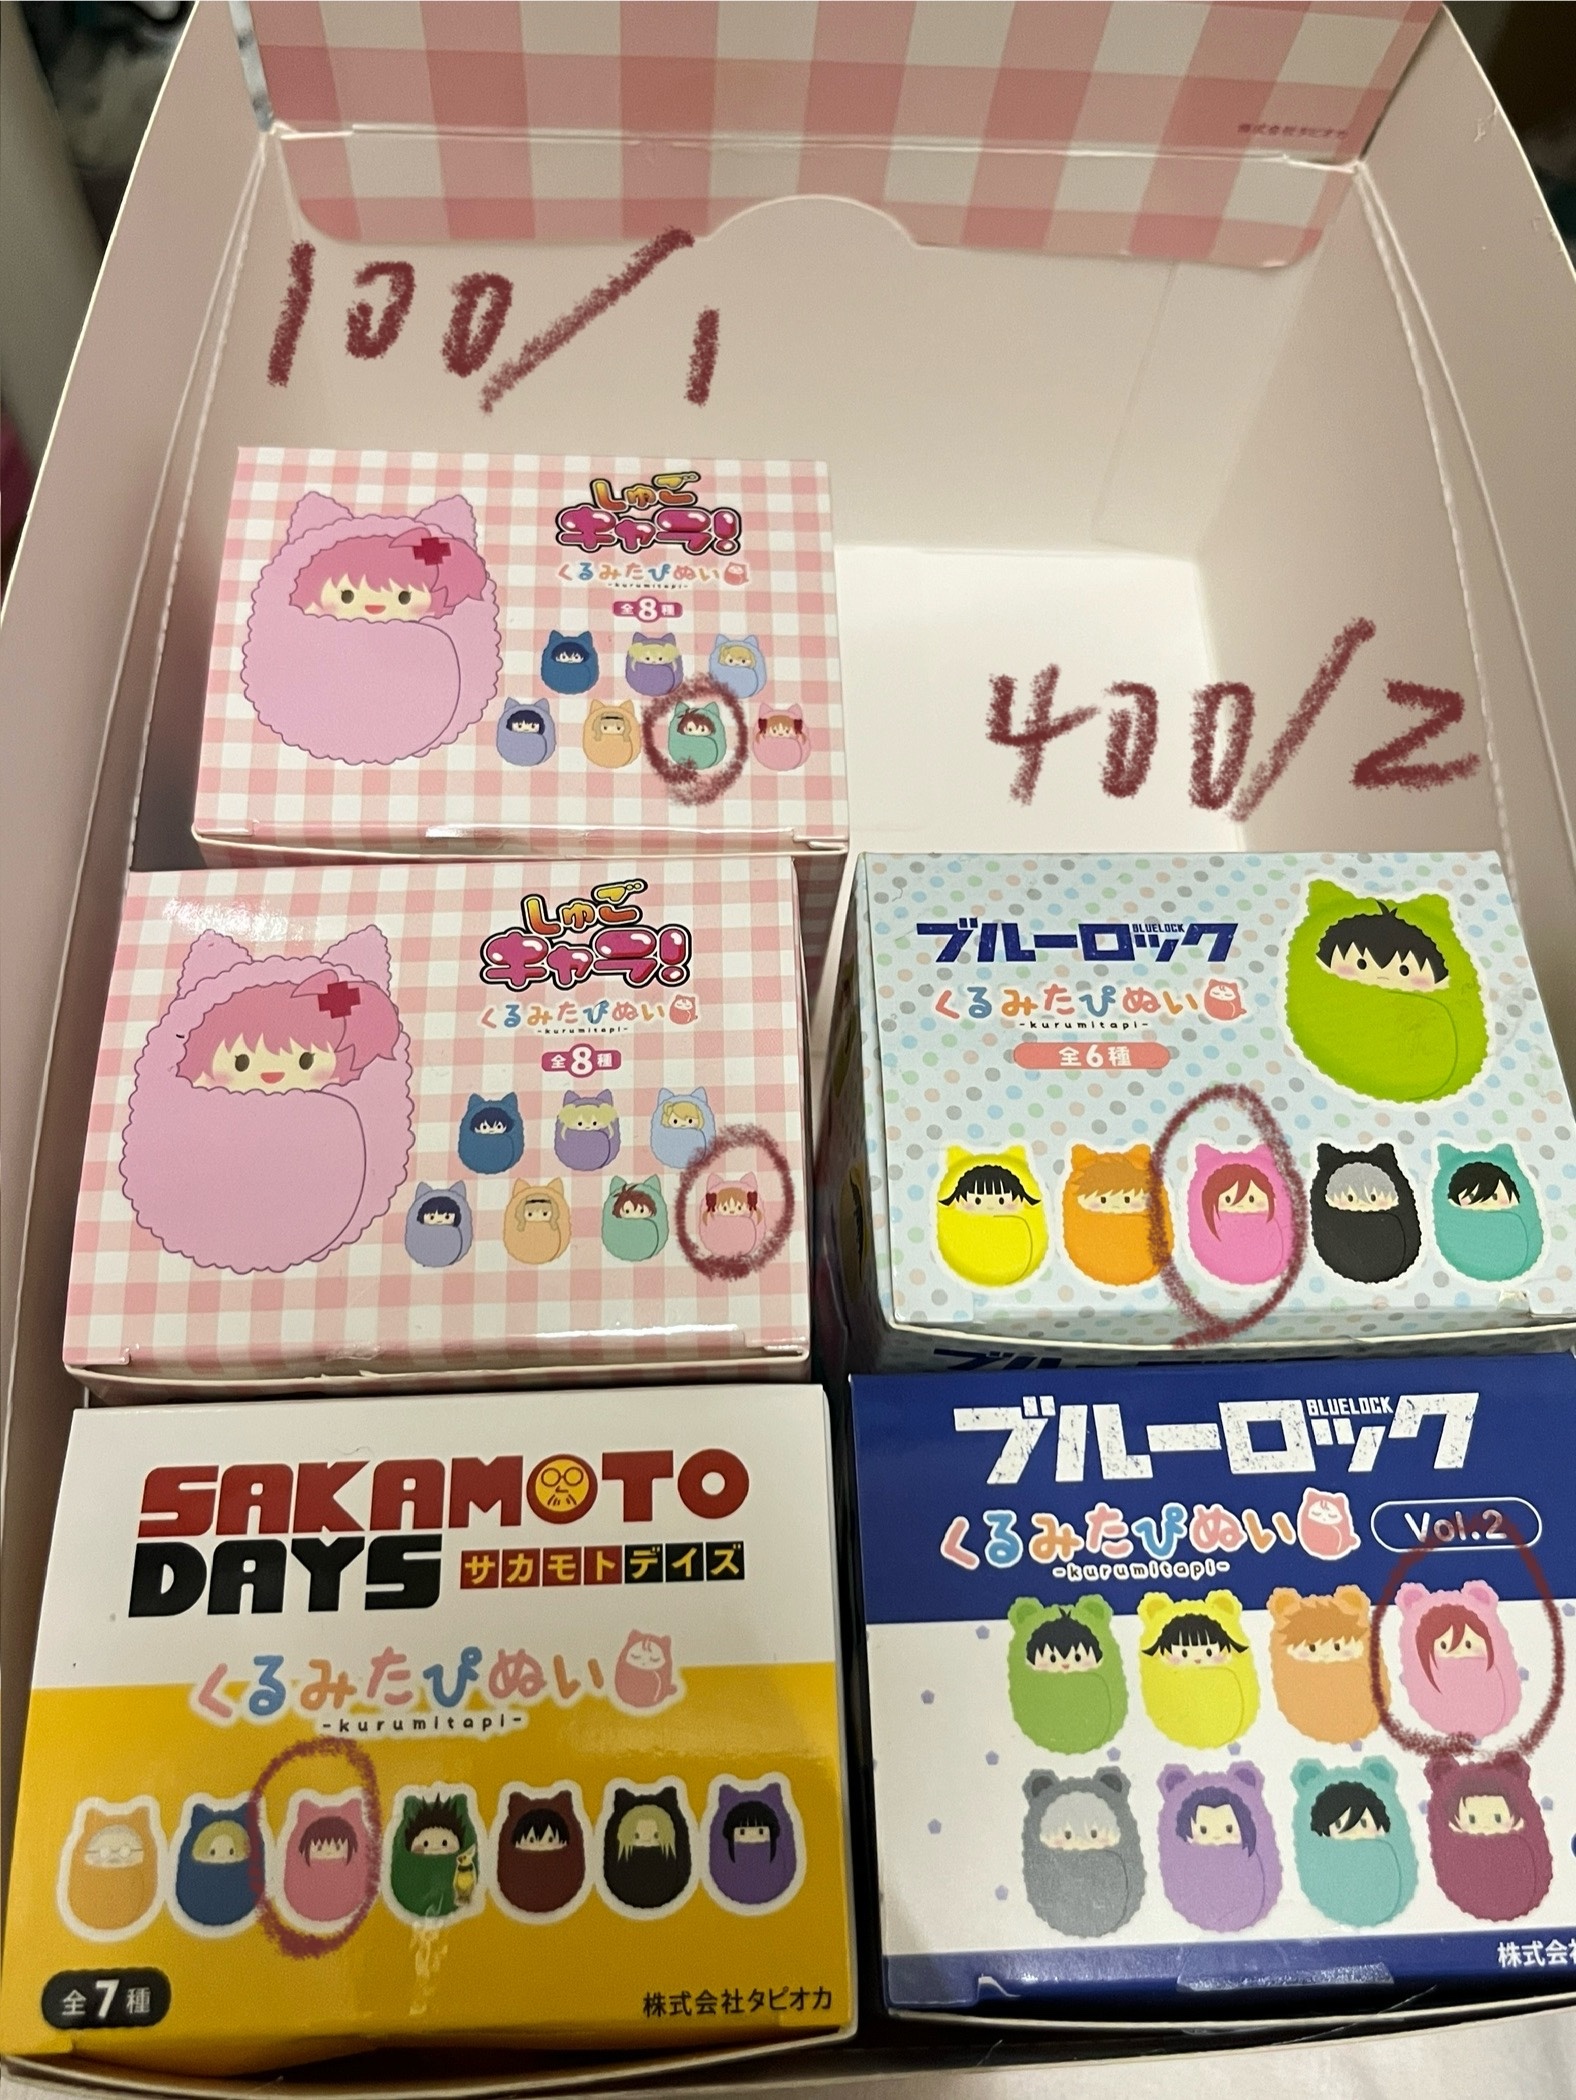 株式会社タピオカ
100/1
しゅご
キャラ!
くるみたぴぬい
-kurumitapi-
全8種
400/2
しゅご
キャラ!
くるみたぴぬい
-kurumitapi-
全8種
ブルーロック
BLUELOCK
くるみたぴぬい
-kurumitapi-
全6種
SAKAMOTO
DAYS サカモトデイズ
くるみたぴぬい
-kurumitapi-
全7種
株式会社タピオカ
ブルーロック
BLUELOCK
くるみたぴぬい Vol.2
-kurumitapi-
株式会社